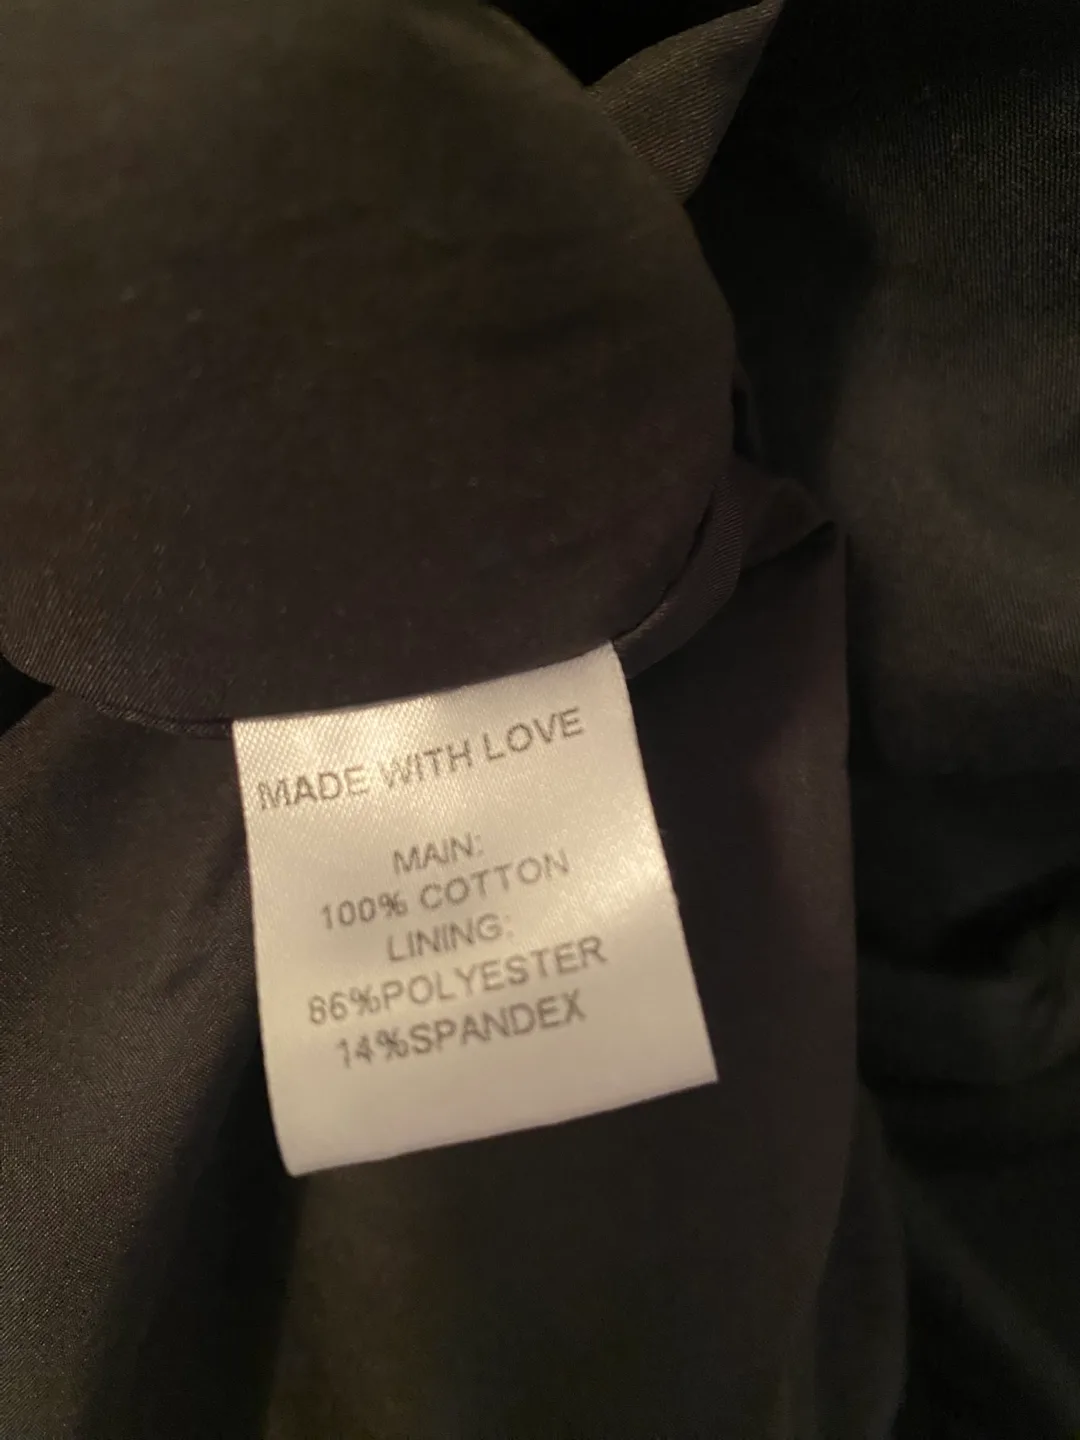 MADE WITH LOVE
MAIN:
100% COTTON
LINING:
86%POLYESTER
14%SPANDEX